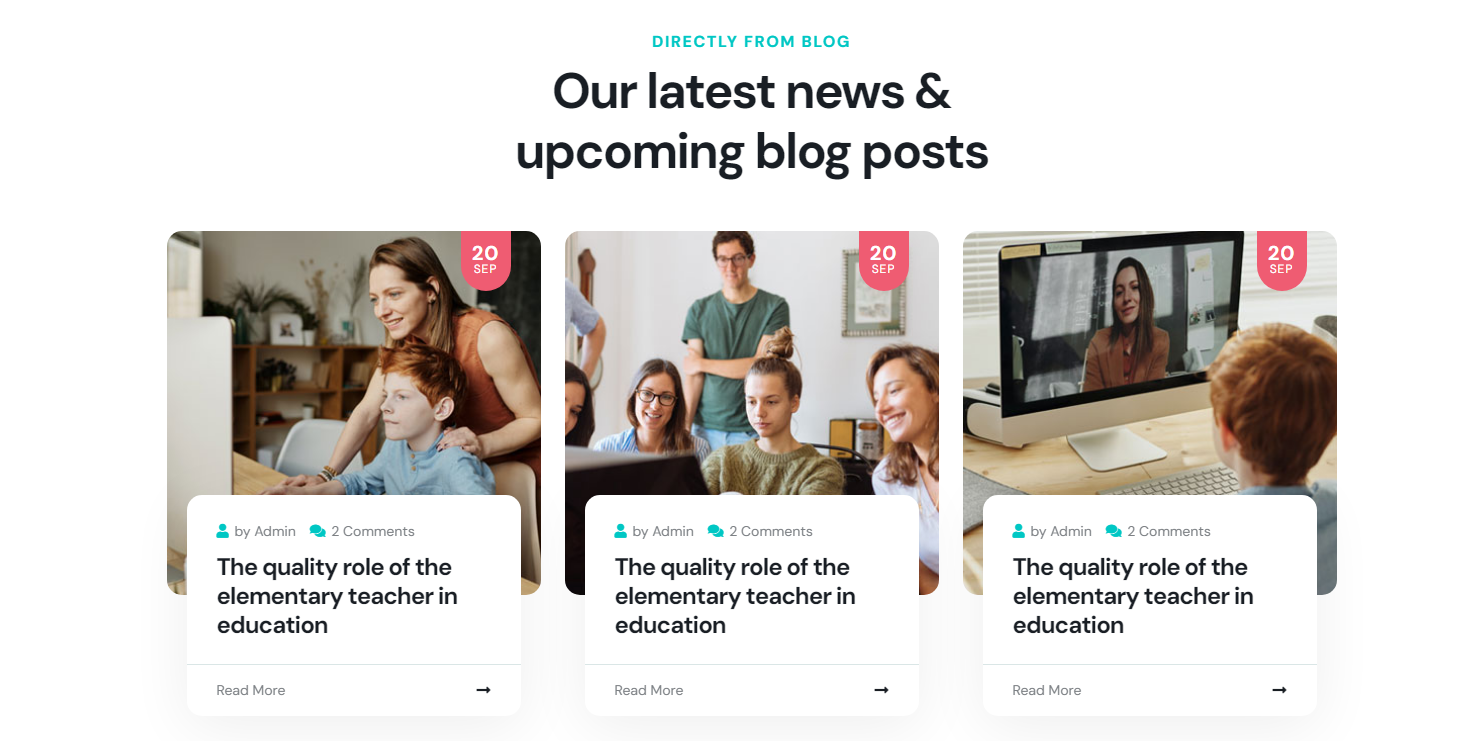 DIRECTLY FROM BLOG
Our latest news &
upcoming blog posts
20
SEP
by Admin 2 Comments
The quality role of the
elementary teacher in
education
Read More
20
SEP
by Admin 2 Comments
The quality role of the
elementary teacher in
education
Read More
20
SEP
by Admin 2 Comments
The quality role of the
elementary teacher in
education
Read More